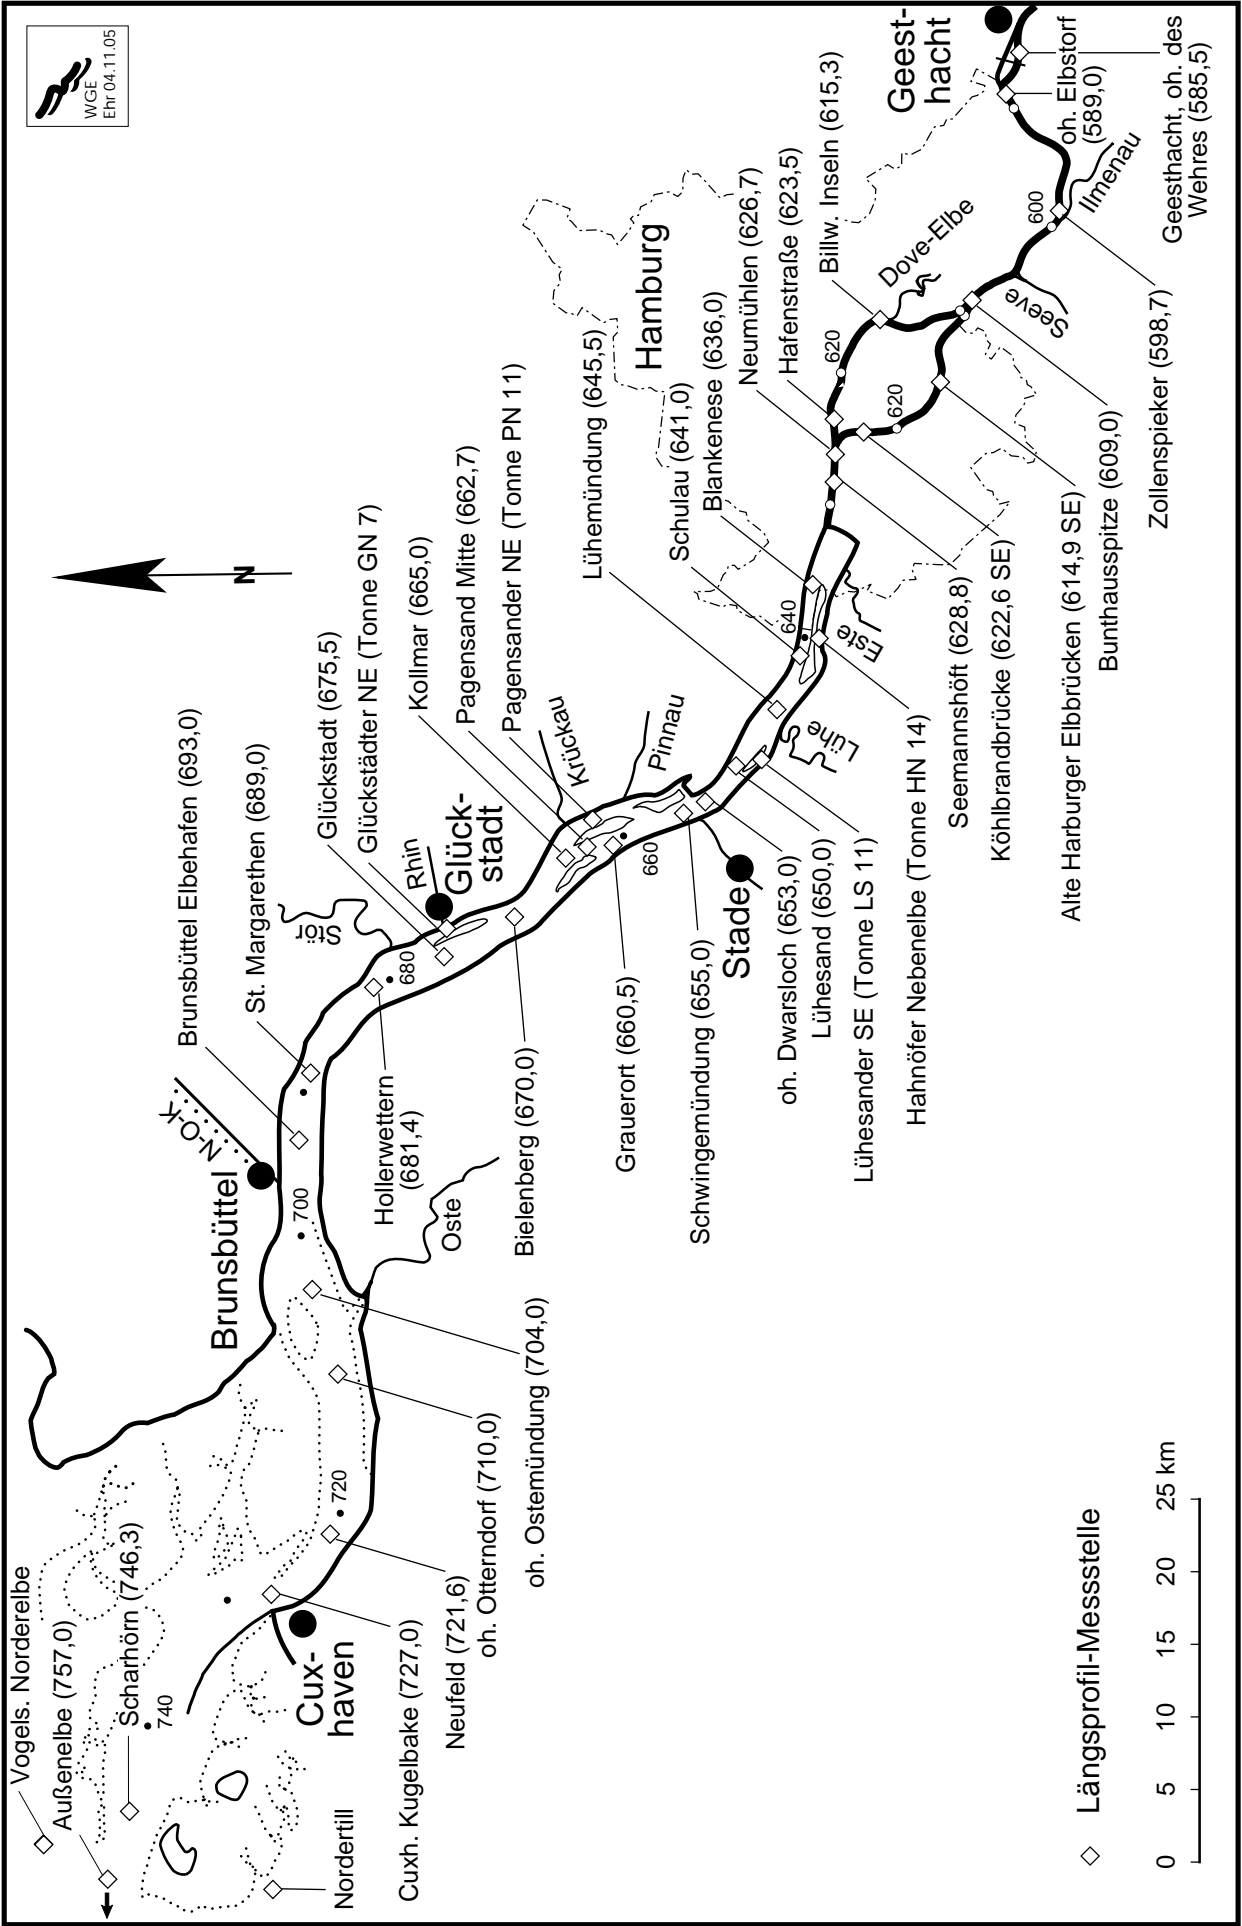 WGE
Ehr 04.11.05
Vogels. Norderelbe
Außenelbe (757,0)
Scharhörn (746,3)
740
Nordertill
Cux-
haven
Cuxh. Kugelbake (727,0)
Neufeld (721,6)
oh. Otterndorf (710,0)
oh. Ostemündung (704,0)
720
Brunsbüttel
N-O-K
700
Oste
Brunsbüttel Elbehafen (693,0)
St. Margarethen (689,0)
Hollerwettern
(681,4)
680
Stör
Glückstadt (675,5)
Glückstädter NE (Tonne GN 7)
Rhin
Glück-
stadt
Bielenberg (670,0)
Kollmar (665,0)
Pagensand Mitte (662,7)
Pagensander NE (Tonne PN 11)
Krückau
Pinnau
Grauerort (660,5)
660
Schwingemündung (655,0)
Stade
oh. Dwarsloch (653,0)
Lühesand (650,0)
Lühesander SE (Tonne LS 11)
Lühe
Lühemündung (645,5)
Schulau (641,0)
640
Hahnöfer Nebenelbe (Tonne HN 14)
Este
Blankenese (636,0)
Hamburg
Seemannshöft (628,8)
Neumühlen (626,7)
Hafenstraße (623,5)
Köhlbrandbrücke (622,6 SE)
620
620
Billw. Inseln (615,3)
Alte Harburger Elbbrücken (614,9 SE)
Dove-Elbe
Bunthausspitze (609,0)
Seeve
600
Zollenspieker (598,7)
Ilmenau
Geest-
hacht
oh. Elbstorf
(589,0)
Geesthacht, oh. des
Wehres (585,5)
N
Längsprofil-Messstelle
0 5 10 15 20 25 km